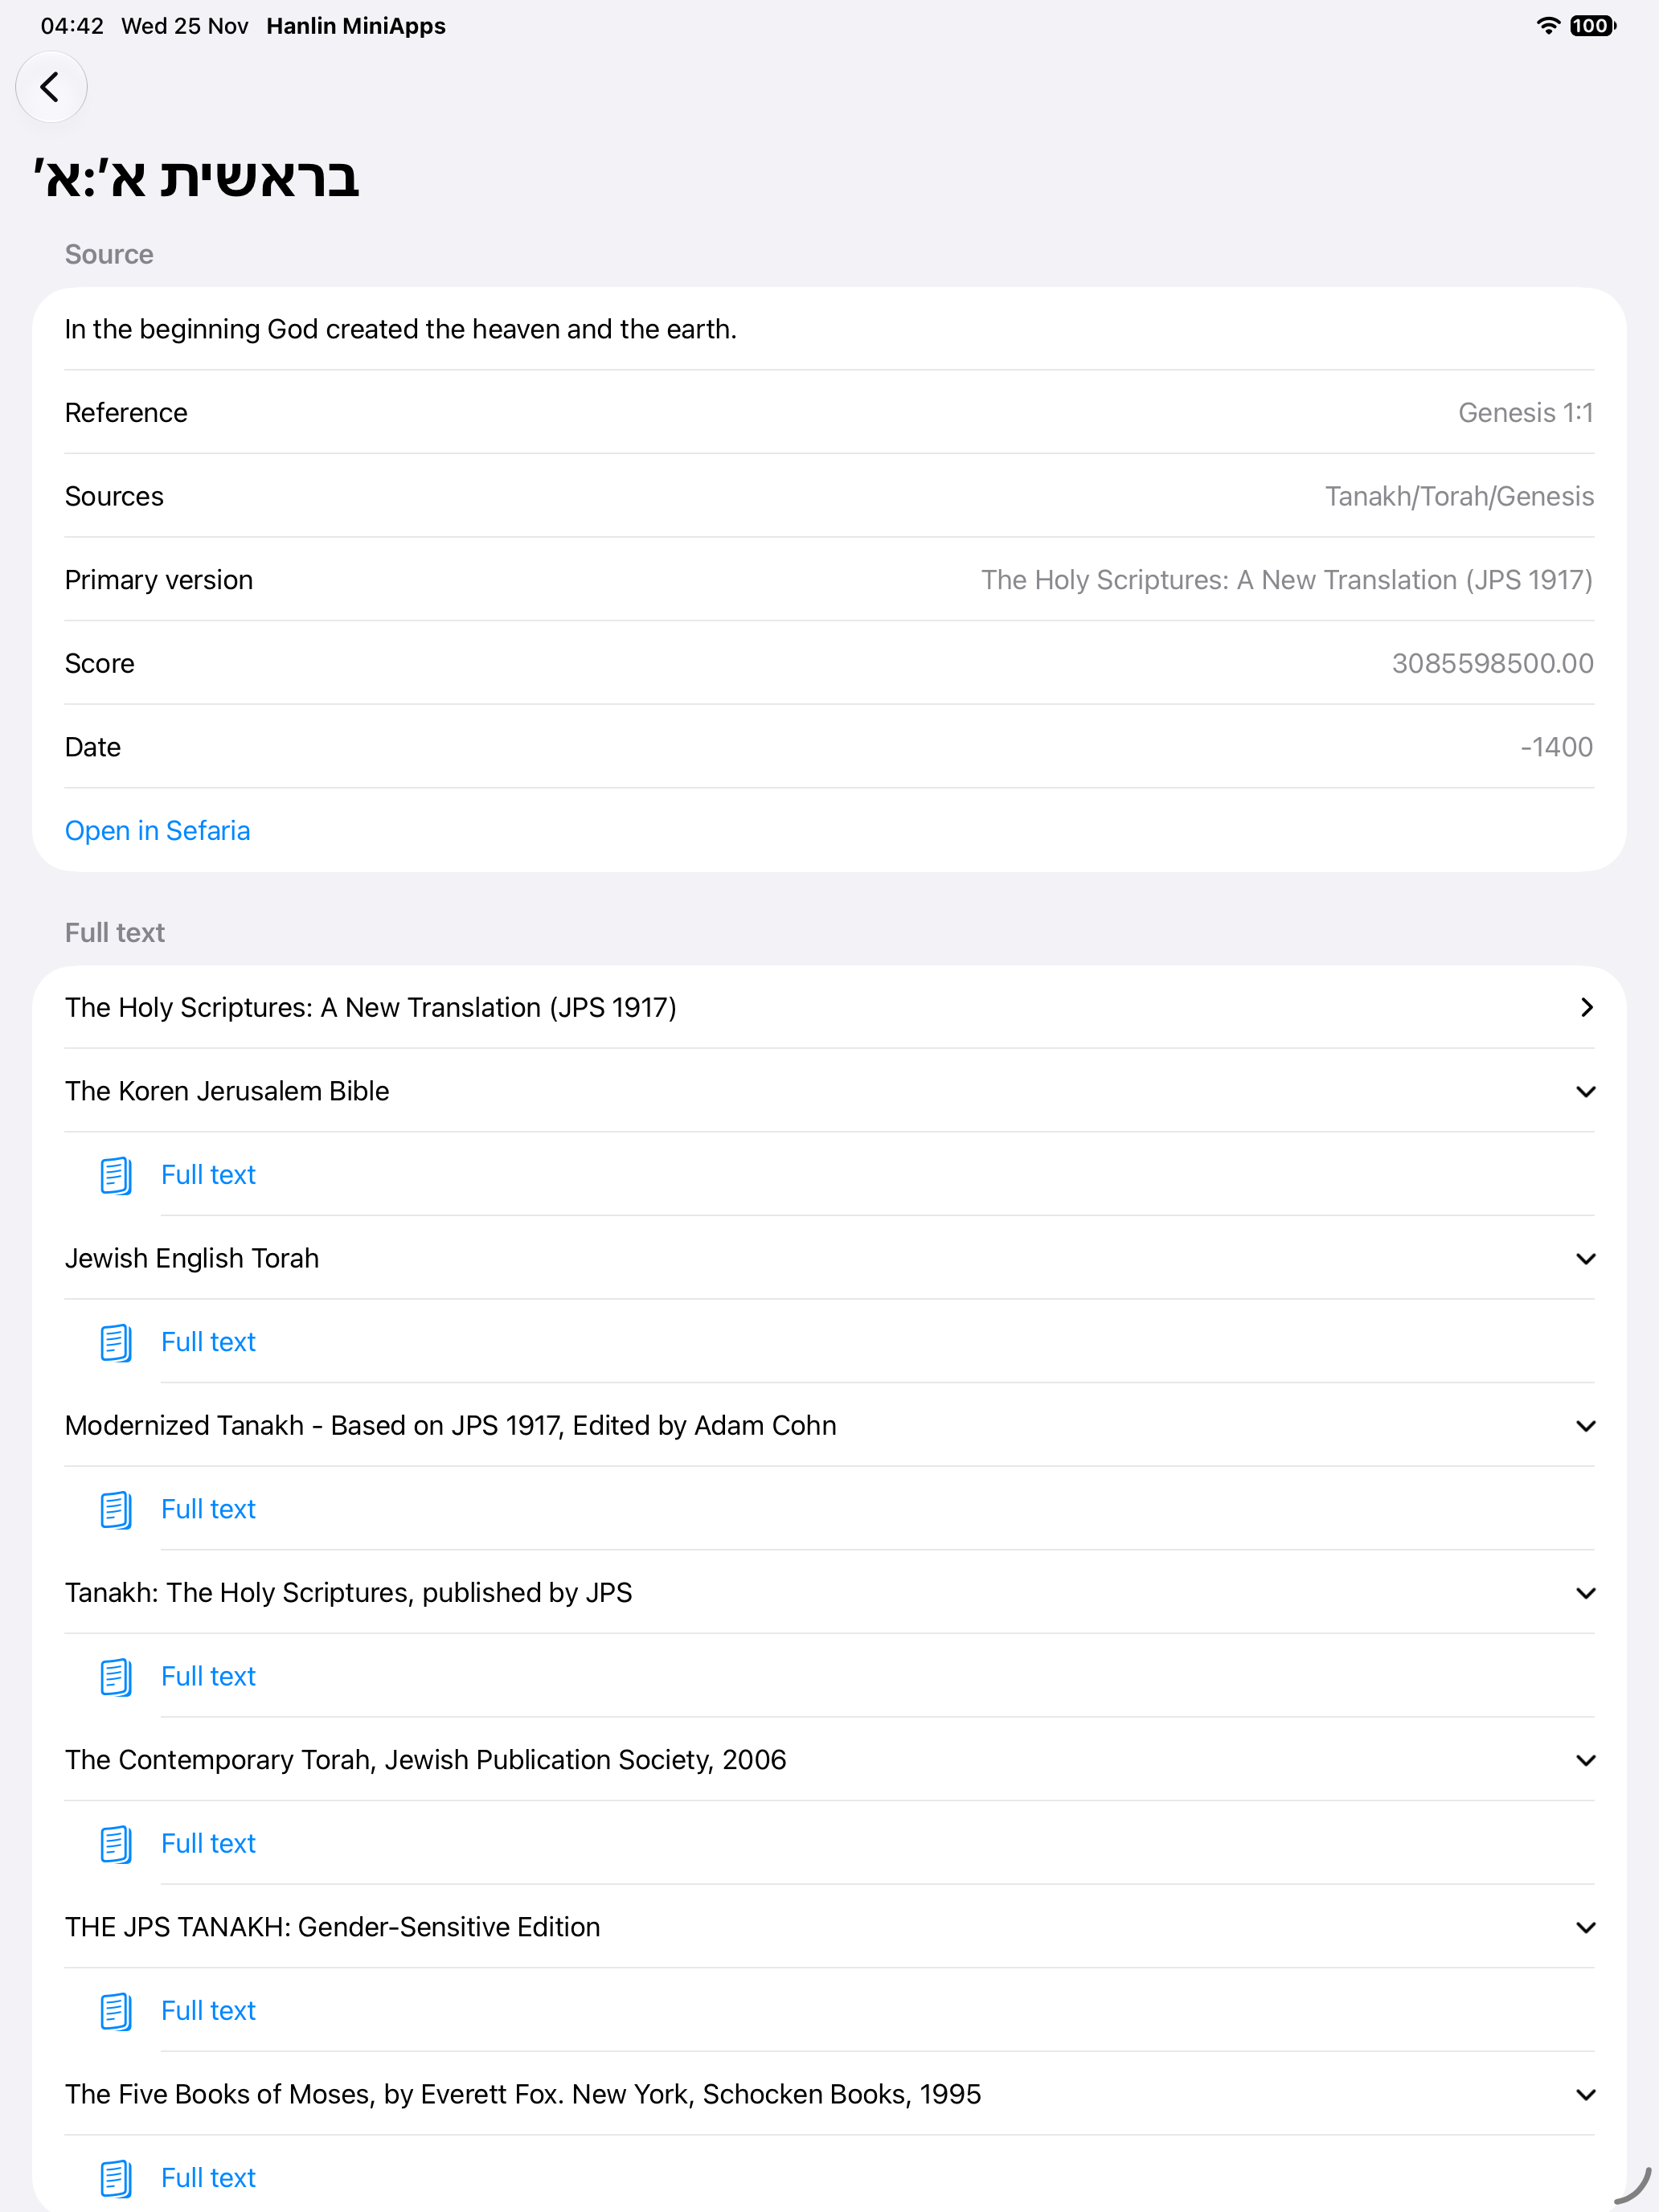 04:42 Wed 25 Nov Hanlin MiniApps
100
בראשית א׳:א׳
Source
In the beginning God created the heaven and the earth.
Reference Genesis 1:1
Sources Tanakh/Torah/Genesis
Primary version The Holy Scriptures: A New Translation (JPS 1917)
Score 3085598500.00
Date -1400
Open in Sefaria
Full text
The Holy Scriptures: A New Translation (JPS 1917)
The Koren Jerusalem Bible
Full text
Jewish English Torah
Full text
Modernized Tanakh - Based on JPS 1917, Edited by Adam Cohn
Full text
Tanakh: The Holy Scriptures, published by JPS
Full text
The Contemporary Torah, Jewish Publication Society, 2006
Full text
THE JPS TANAKH: Gender-Sensitive Edition
Full text
The Five Books of Moses, by Everett Fox. New York, Schocken Books, 1995
Full text